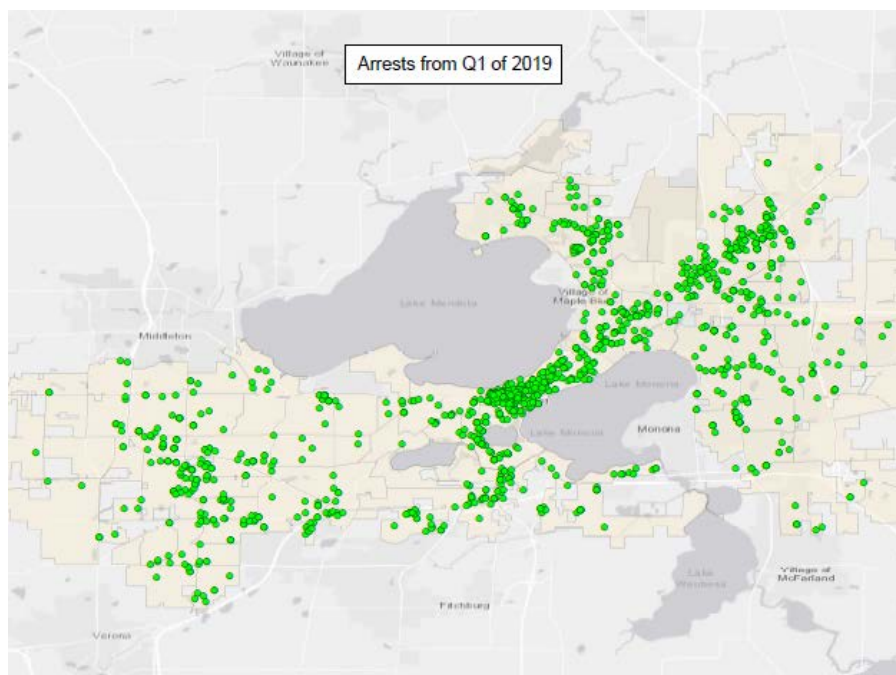 Village of
Waunakee
Arrests from Q1 of 2019
Lake Mendota
Village of
Maple Bluff
Middleton
Lake Monona
Lake Monona
Monona
Lake
Waubesa
Village of
McFarland
Fitchburg
Verona